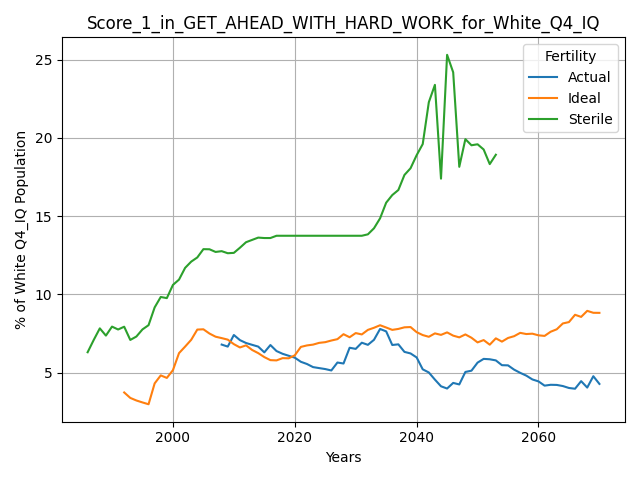 Score_1_in_GET_AHEAD_WITH_HARD_WORK_for_White_Q4_IQ
Fertility
Actual
Ideal
Sterile
% of White Q4_IQ Population
25
20
15
10
5
2000
2020
2040
2060
Years